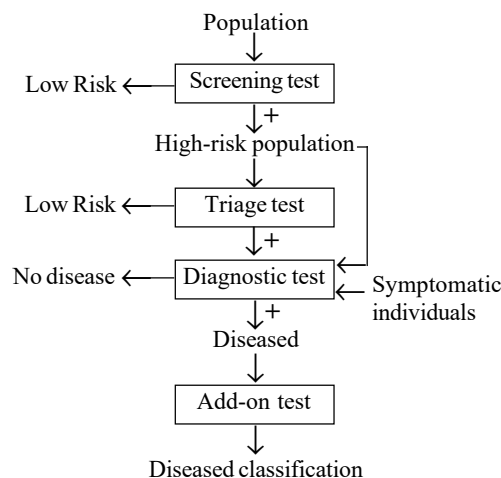 Population
Low Risk
Screening test
+
High-risk population
Low Risk
Triage test
+
No disease
Diagnostic test
Symptomatic
individuals
+
Diseased
Add-on test
Diseased classification